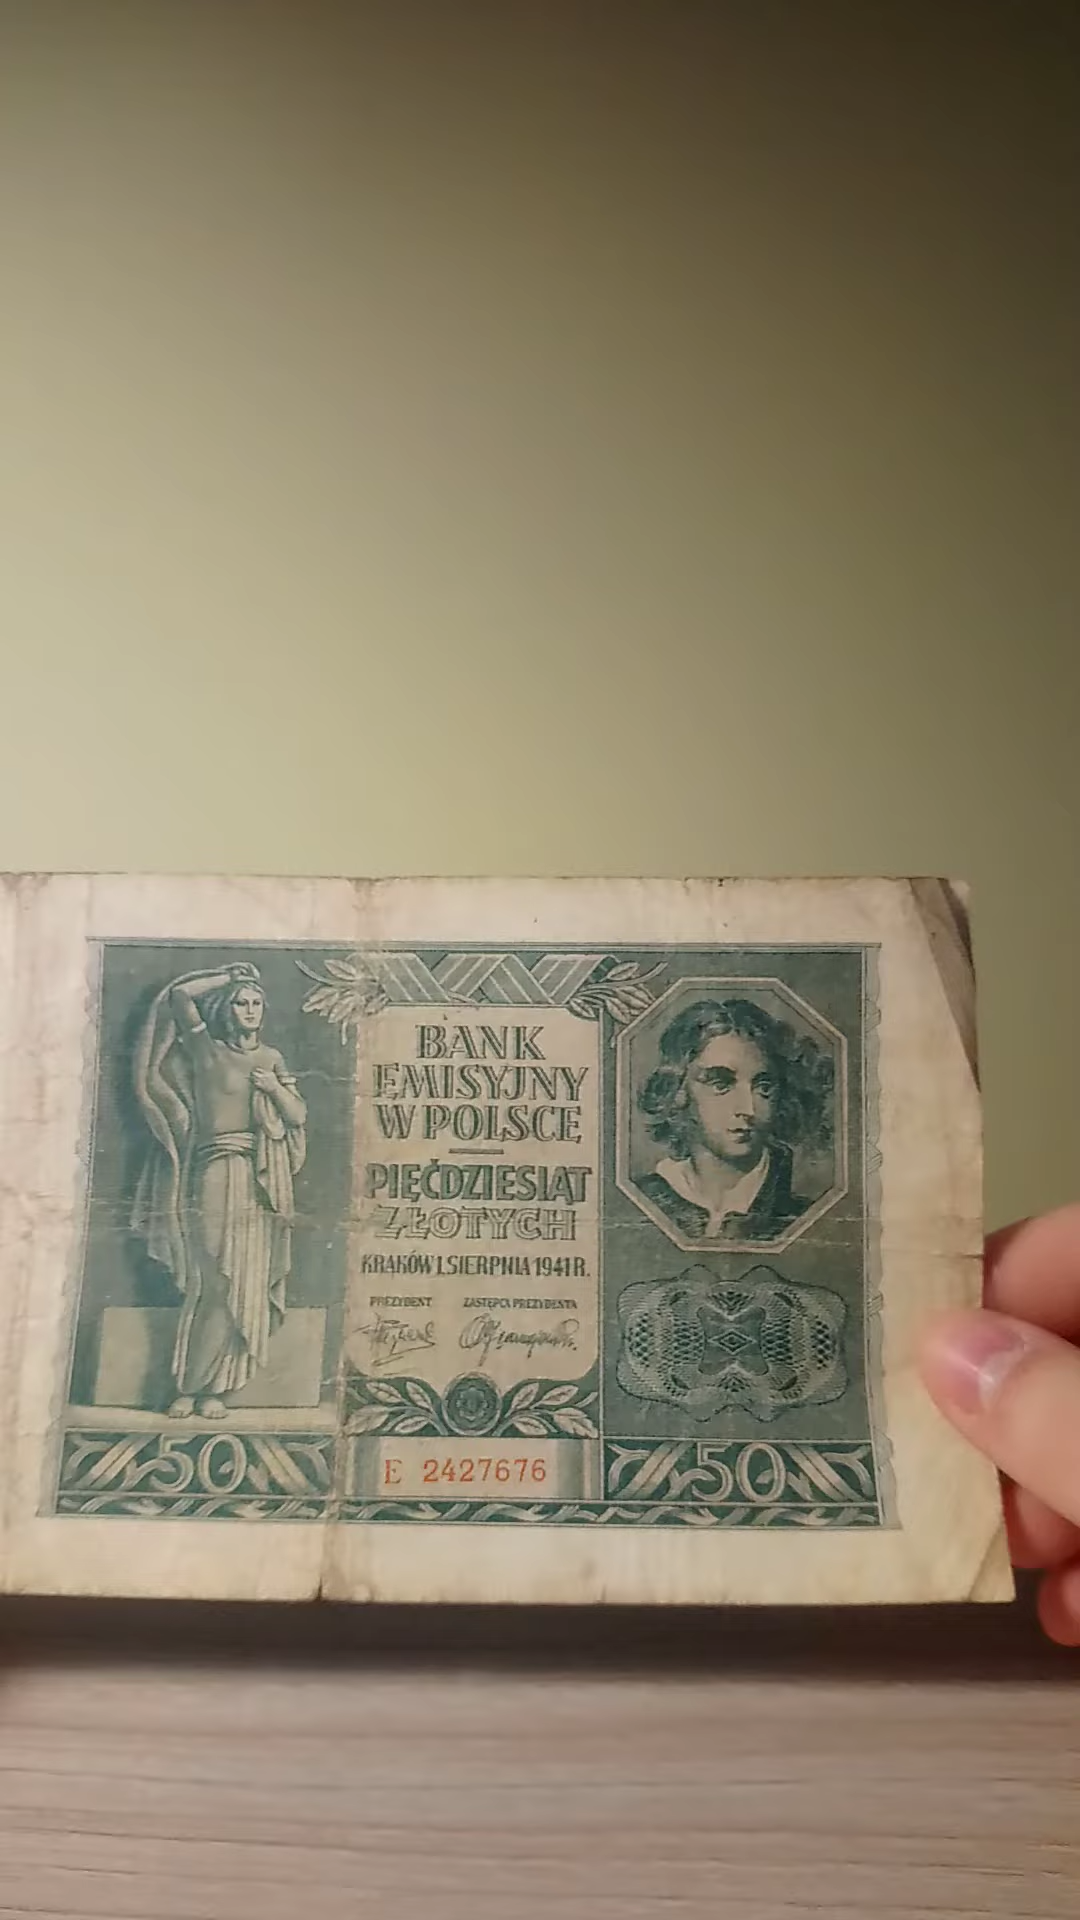 BANK
EMISYJNY
W POLSCE
PIĘĆDZIESIĄT
ZŁOTYCH
KRAKÓW 1. SIERPNIA 1941 R.
PREZYDENT ZASTĘPCA PREZYDENTA
50 50
E 2427676